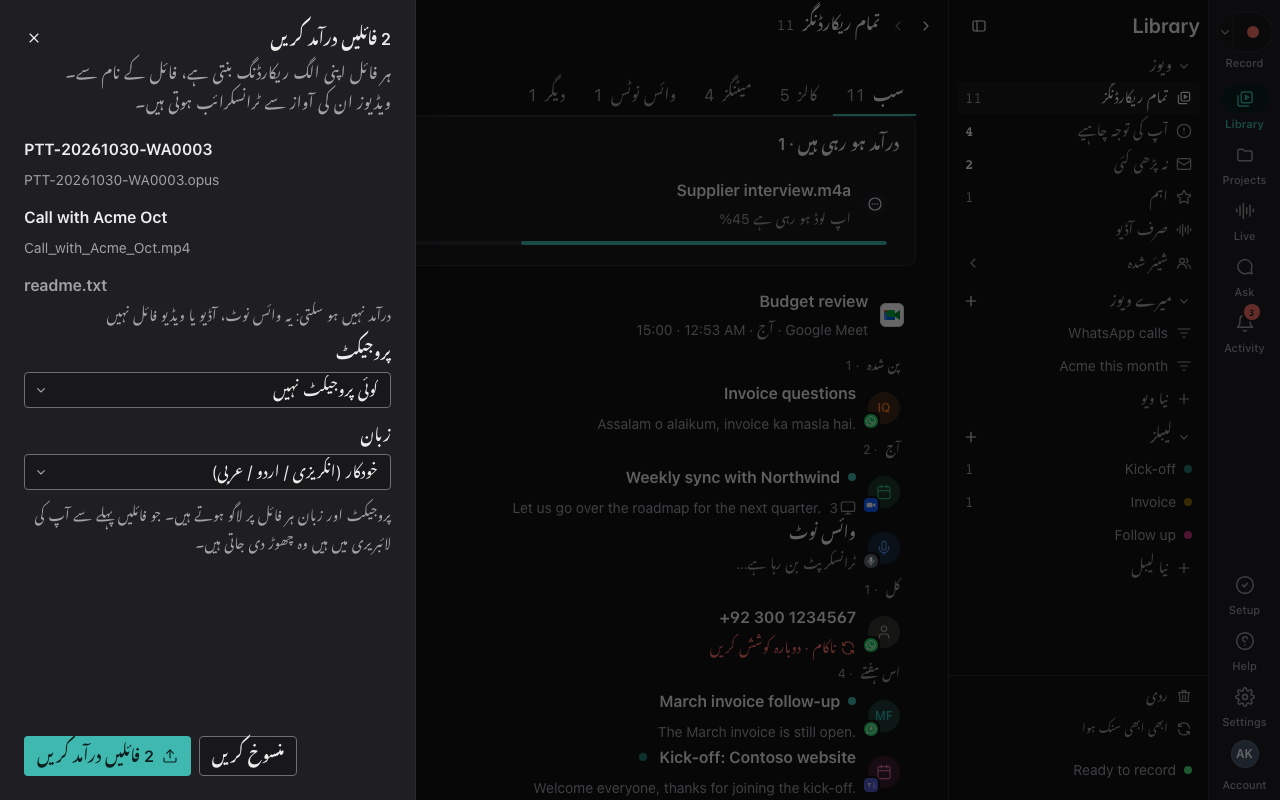 2 فائلیں درآمد کریں
ہر فائل اپنی الگ ریکارڈنگ بنتی ہے، فائل کے نام سے۔
ویڈیوز ان کی آواز سے ٹرانسکرائب ہوتی ہیں۔
PTT-20261030-WA0003
PTT-20261030-WA0003.opus
Call with Acme Oct
Call_with_Acme_Oct.mp4
readme.txt
درآمد نہیں ہو سکتی: یہ وائس نوٹ، آڈیو یا ویڈیو فائل نہیں
پروجیکٹ
کوئی پروجیکٹ نہیں
زبان
خودکار (انگریزی / اردو / عربی)
پروجیکٹ اور زبان ہر فائل پر لاگو ہوتے ہیں۔ جو فائلیں پہلے سے آپ کی
لائبریری میں ہیں وہ چھوڑ دی جاتی ہیں۔
منسوخ کریں
2 فائلیں درآمد کریں
تمام ریکارڈنگز 11
سب 11
کالز 5
میٹنگز 4
وائس نوٹس 1
دیگر 1
درآمد ہو رہی ہیں · 1
Supplier interview.m4a
اپ لوڈ ہو رہی ہے 45%
Budget review
Google Meet · آج · 12:53 AM · 15:00
پن شدہ · 1
IQ
Invoice questions
Assalam o alaikum, invoice ka masla hai.
آج · 2
Weekly sync with Northwind
Let us go over the roadmap for the next quarter. 3
وائس نوٹ
ٹرانسکرپٹ بن رہا ہے...
کل · 1
+92 300 1234567
ناکام · دوبارہ کوشش کریں
اس ہفتے · 4
MF
March invoice follow-up
The March invoice is still open.
Kick-off: Contoso website
Welcome everyone, thanks for joining the kick-off.
Library
ویوز
تمام ریکارڈنگز 11
آپ کی توجہ چاہیے 4
نہ پڑھی گئی 2
اہم 1
صرف آڈیو
شیئر شدہ
میرے ویوز
WhatsApp calls
Acme this month
نیا ویو
لیبلز
Kick-off 1
Invoice 1
Follow up
نیا لیبل
ردی
ابھی ابھی سنک ہوا
Ready to record
Record
Library
Projects
Live
Ask
3
Activity
Setup
Help
Settings
AK
Account